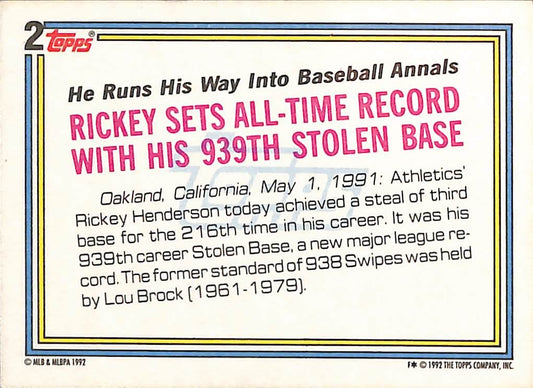 2 Topps®
He Runs His Way Into Baseball Annals
RICKEY SETS ALL-TIME RECORD
WITH HIS 939TH STOLEN BASE
Topps
Oakland, California, May 1, 1991: Athletics'
Rickey Henderson today achieved a steal of third
base for the 216th time in his career. It was his
939th career Stolen Base, a new major league re-
cord. The former standard of 938 Swipes was held
by Lou Brock (1961-1979).
© MLB & MLBPA 1992 F✱ © 1992 THE TOPPS COMPANY, INC.